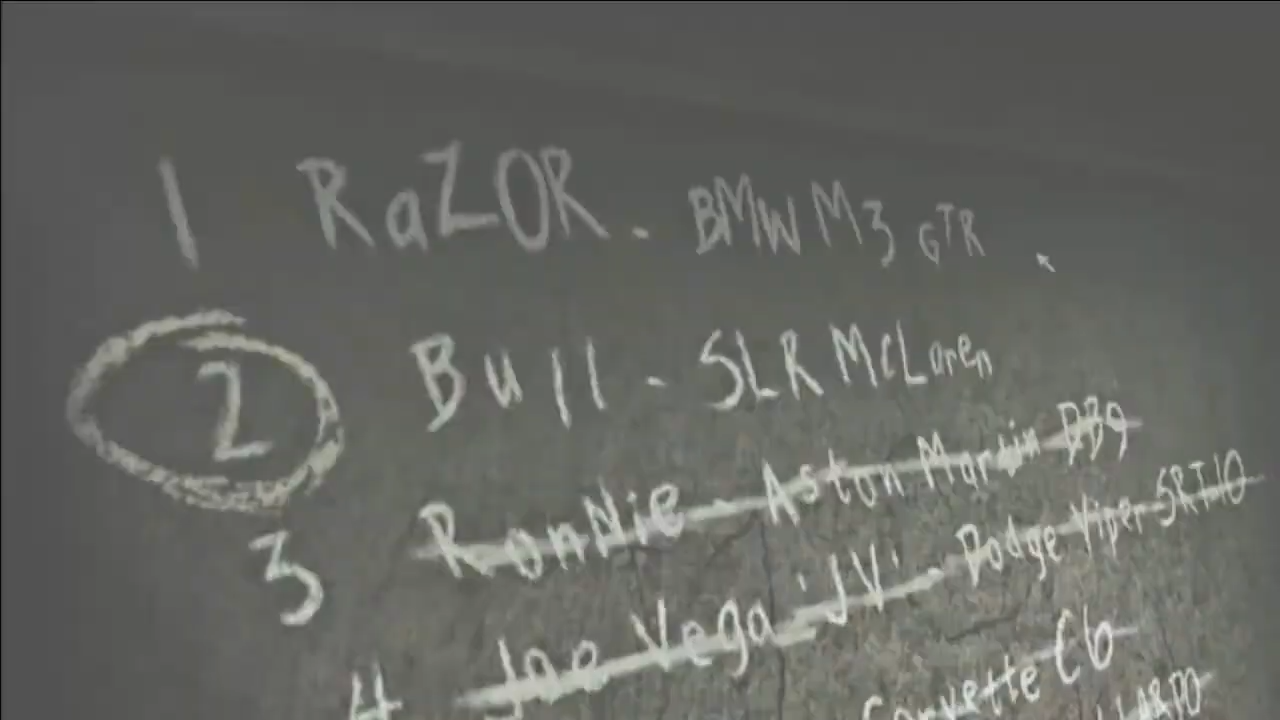 1 RaZOR - BMW M3 GTR
2 Bull - SLR McLaren
3 RonNie - Aston Martin DB9
4 Joe Vega 'JV' - Dodge Viper SRT10
Corvette C6